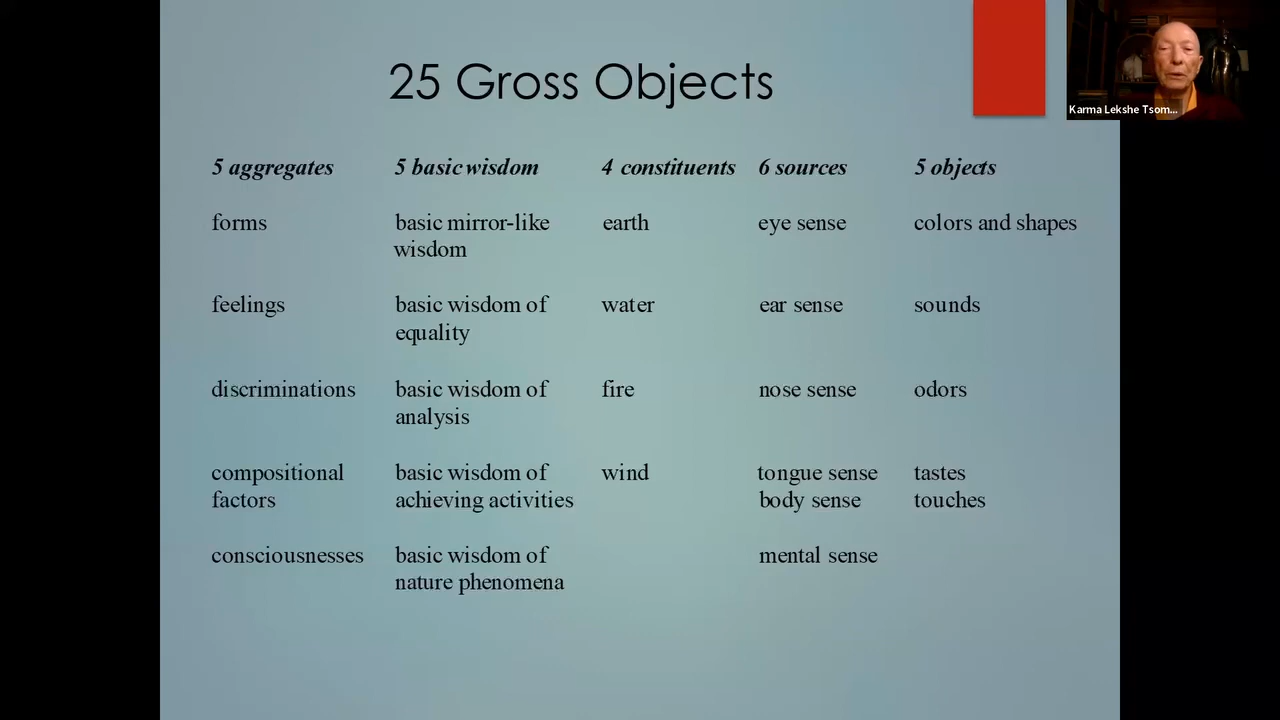 25 Gross Objects
Karma Lekshe Tsom...
5 aggregates 5 basic wisdom 4 constituents 6 sources 5 objects
forms basic mirror-like earth eye sense colors and shapes
wisdom
feelings basic wisdom of water ear sense sounds
equality
discriminations basic wisdom of fire nose sense odors
analysis
compositional basic wisdom of wind tongue sense tastes
factors achieving activities body sense touches
consciousnesses basic wisdom of mental sense
nature phenomena